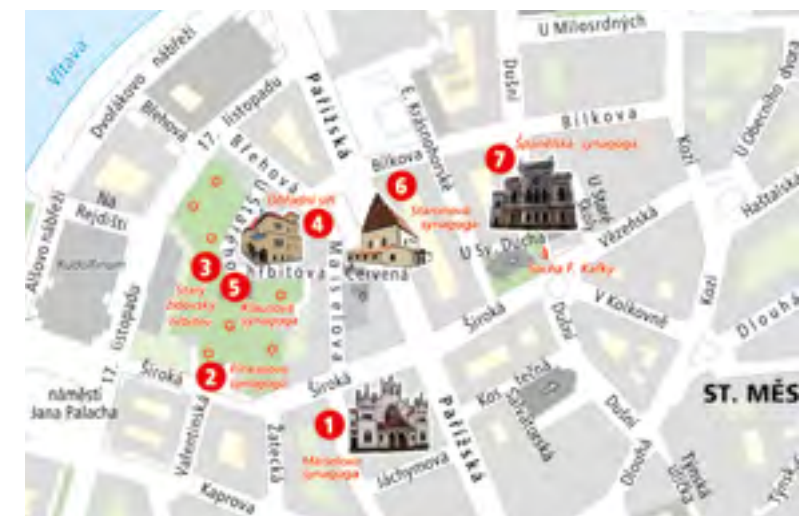 Vltava
Dvořákovo nábřeží
Břehová
17. listopadu
Břehová
Pařížská
E. Krásnohorské
Dušní
U Milosrdných
Bílkova
Bílkova
Kozí
U Obecního dvora
Haštalská
7
Španělská synagoga
6
Staronová
synagoga
Obřadní síň
4
U Starého
hřbitova
Červená
Maiselova
U Sv. Ducha
U Staré
Vězeňská
Socha F. Kafky
Na
Rejdišti
Alšovo nábřeží
Rudolfinum
17. listopadu
3
Starý
židovský
hřbitov
5
Klausová
synagoga
2
Pinkasova
synagoga
Široká
Široká
Široká
V Kolkovně
Kozí
Dlouhá
Dušní
náměstí
Jana Palacha
Valentinská
Žatecká
Kaprova
1
Maiselova
synagoga
Jáchymova
Pařížská
Kostečná
Salvátorská
Dušní
Dlouhá
Týnská
ulička
Týnsk
ST. MĚS